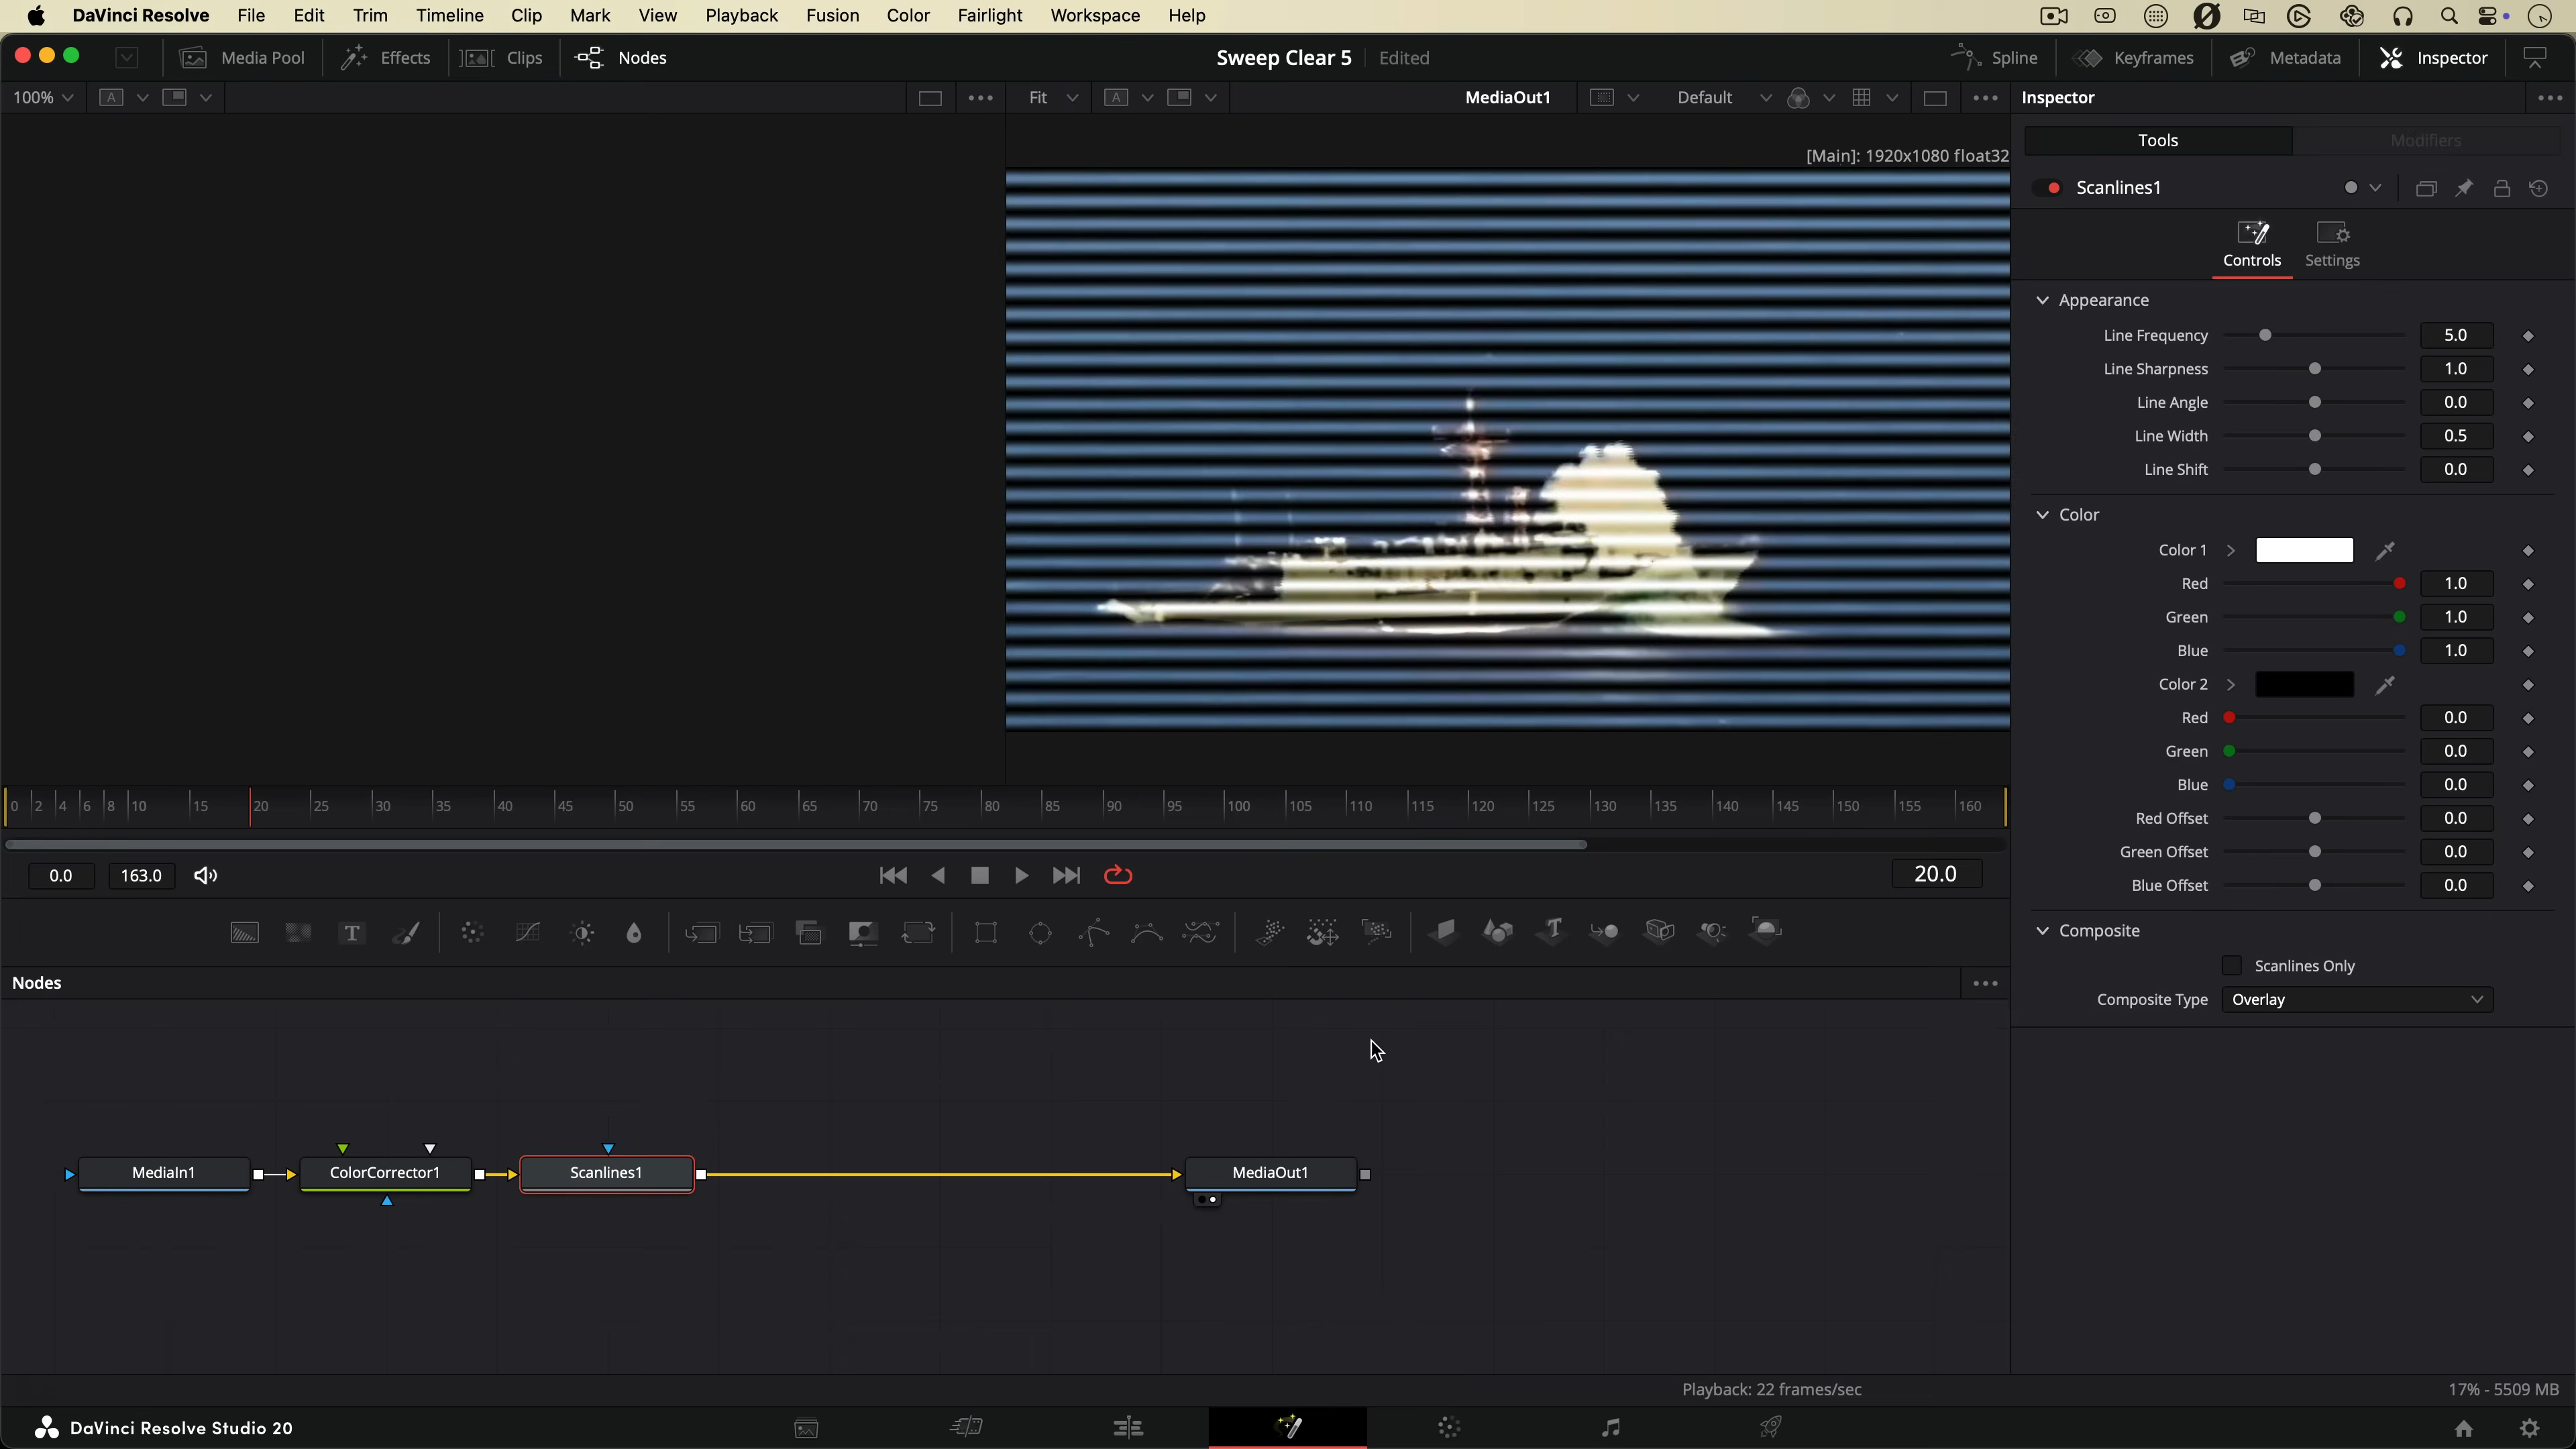 DaVinci Resolve File Edit Trim Timeline Clip Mark View Playback Fusion Color Fairlight Workspace Help
Media Pool Effects Clips Nodes Sweep Clear 5 Edited Spline Keyframes Metadata Inspector
100% A Fit A MediaOut1 Default Inspector
Tools Modifiers
[Main]: 1920x1080 float32
Scanlines1
Controls Settings
Appearance
Line Frequency 5.0
Line Sharpness 1.0
Line Angle 0.0
Line Width 0.5
Line Shift 0.0
Color
Color 1
Red 1.0
Green 1.0
Blue 1.0
Color 2
Red 0.0
Green 0.0
Blue 0.0
Red Offset 0.0
Green Offset 0.0
Blue Offset 0.0
Composite
Scanlines Only
Composite Type Overlay
0 2 4 6 8 10 15 20 25 30 35 40 45 50 55 60 65 70 75 80 85 90 95 100 105 110 115 120 125 130 135 140 145 150 155 160
0.0 163.0 20.0
T T
Nodes
MediaIn1 ColorCorrector1 Scanlines1 MediaOut1
Playback: 22 frames/sec 17% - 5509 MB
DaVinci Resolve Studio 20